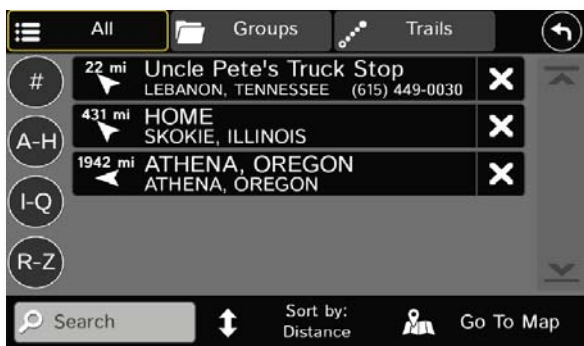 All
Groups
Trails
#
22 mi
Uncle Pete's Truck Stop
LEBANON, TENNESSEE (615) 449-0030
A-H
431 mi
HOME
SKOKIE, ILLINOIS
1942 mi
ATHENA, OREGON
ATHENA, OREGON
I-Q
R-Z
Search
Sort by:
Distance
Go To Map